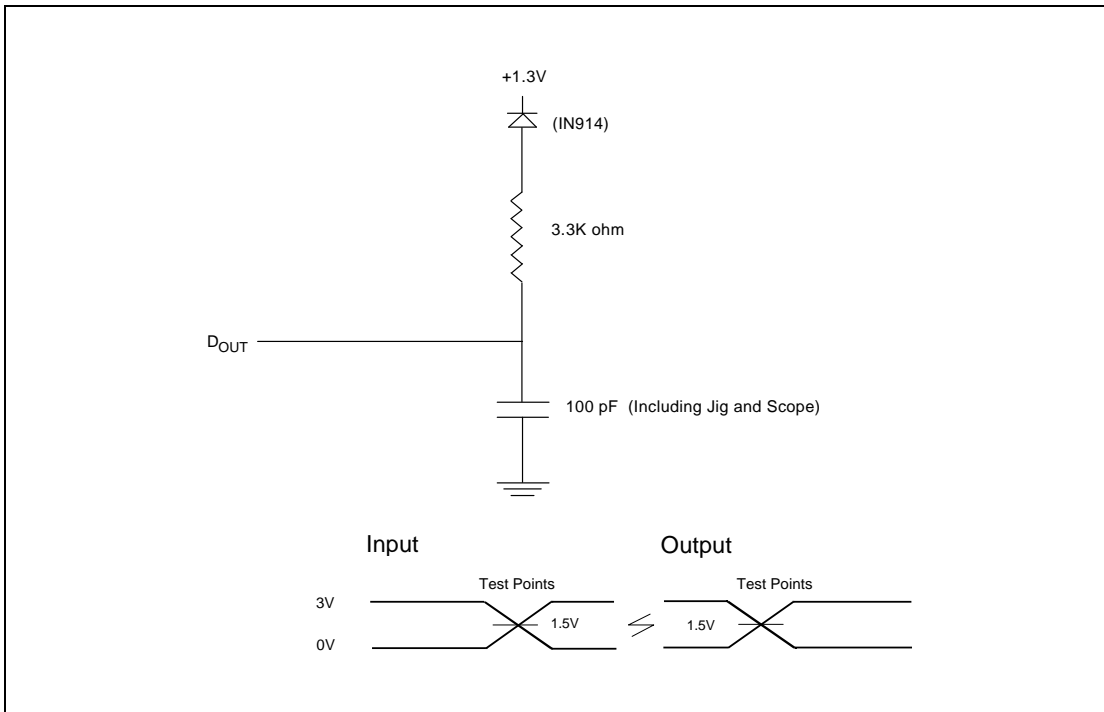 +1.3V
(IN914)
3.3K ohm
DOUT
100 pF (Including Jig and Scope)
Input
Output
Test Points
Test Points
3V
1.5V
1.5V
0V